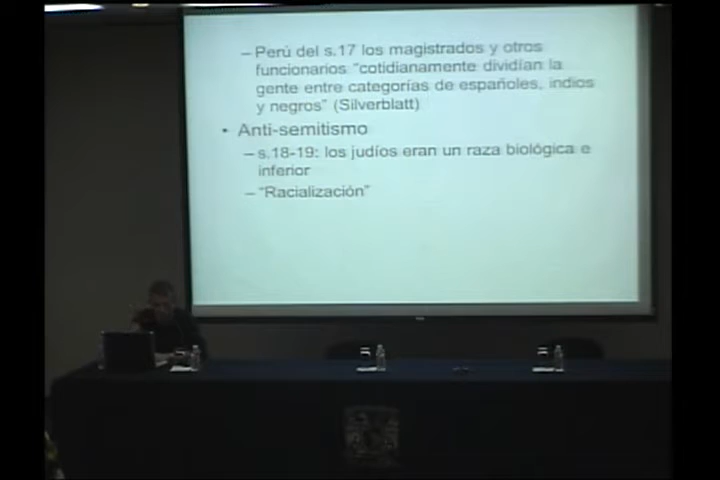 – Perú del s.17 los magistrados y otros
funcionarios "cotidianamente dividían la
gente entre categorías de españoles, indios
y negros" (Silverblatt)
• Anti-semitismo
– s.18-19: los judíos eran un raza biológica e
inferior
– "Racialización"